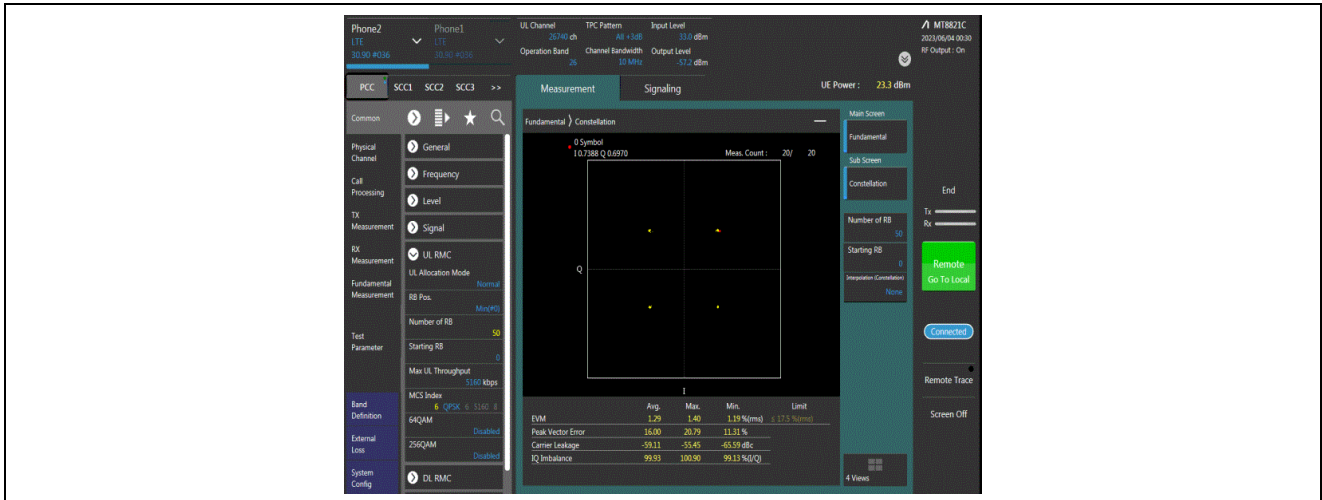 Phone2
LTE
30.90 #036
Phone1
LTE
30.90 #036
UL Channel
26740 ch
TPC Pattern
All +3dB
Input Level
33.0 dBm
Operation Band
26
Channel Bandwidth
10 MHz
Output Level
-57.2 dBm
MT8821C
2023/06/04 00:30
RF Output : On
PCC SCC1 SCC2 SCC3 >>
Measurement
Signaling
UE Power : 23.3 dBm
Common
Physical
Channel
Call
Processing
TX
Measurement
RX
Measurement
Fundamental
Measurement
Test
Parameter
Band
Definition
External
Loss
System
Config
General
Frequency
Level
Signal
UL RMC
UL Allocation Mode
Normal
RB Pos.
Min(#0)
Number of RB
50
Starting RB
0
Max UL Throughput
5160 kbps
MCS Index
6 QPSK 6 5160 8
64QAM
Disabled
256QAM
Disabled
DL RMC
Fundamental 〉 Constellation
0 Symbol
I 0.7388 Q 0.6970
Meas. Count : 20/ 20
Q
I
Avg. Max. Min. Limit
EVM 1.29 1.40 1.19 %(rms) ≤ 17.5 %(rms)
Peak Vector Error 16.00 20.79 11.31 %
Carrier Leakage -59.11 -55.45 -65.59 dBc
IQ Imbalance 99.93 100.90 99.13 %(I/Q)
Main Screen
Fundamental
Sub Screen
Constellation
Number of RB
50
Starting RB
0
Interpolation (Constellation)
None
4 Views
End
Tx
Rx
Remote
Go To Local
Connected
Remote Trace
Screen Off